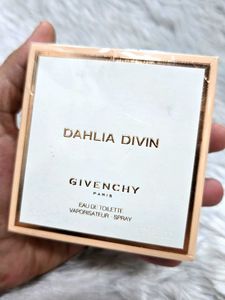 DAHLIA DIVIN
GIVENCHY
PARIS
EAU DE TOILETTE
VAPORISATEUR - SPRAY